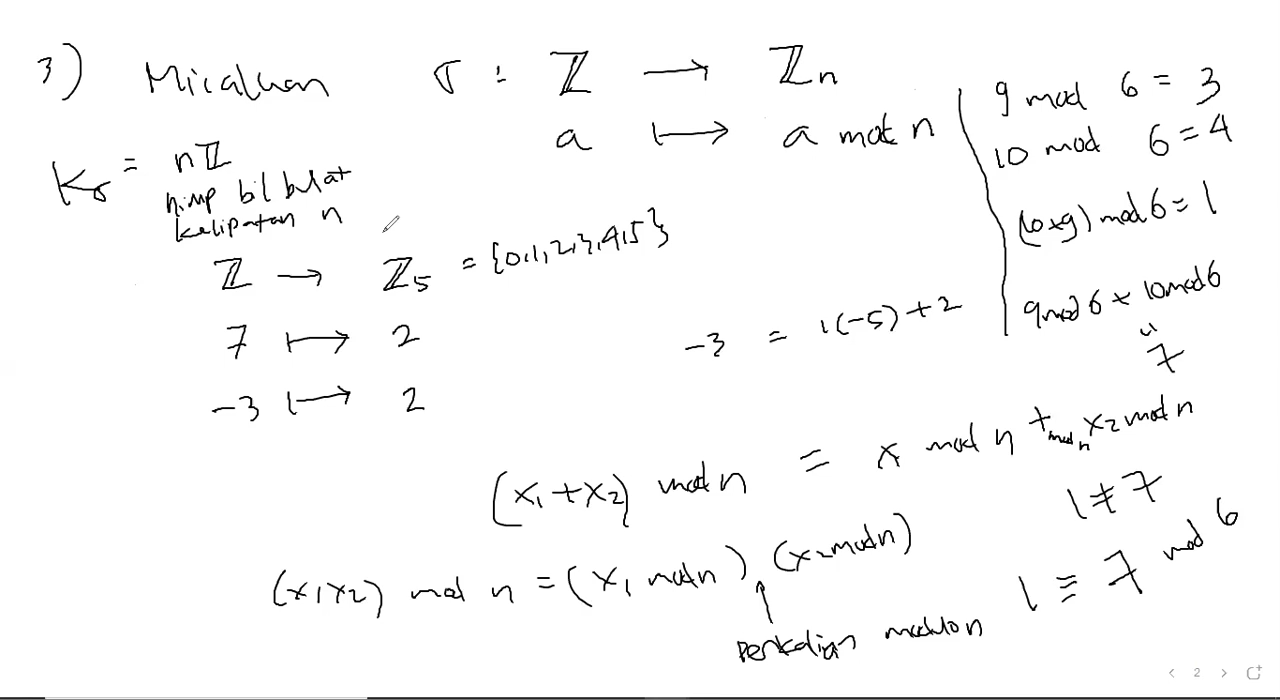 3) Misalkan σ : ℤ → ℤn
a ↦ a mod n
Kσ = nℤ
himp bil bulat
kelipatan n
ℤ → ℤ5 = {0,1,2,3,4,5}
7 ↦ 2
-3 ↦ 2
-3 = 1(-5) + 2
9 mod 6 = 3
10 mod 6 = 4
(10+9) mod 6 = 1
9 mod 6 + 10 mod 6
"
7
(x1 + x2) mod n = x mod n +mod n x2 mod n
1 ≠ 7
(x1x2) mod n = (x1 mod n) (x2 mod n)
1 ≡ 7 mod 6
↑
perkalian modulo n
< 2 >